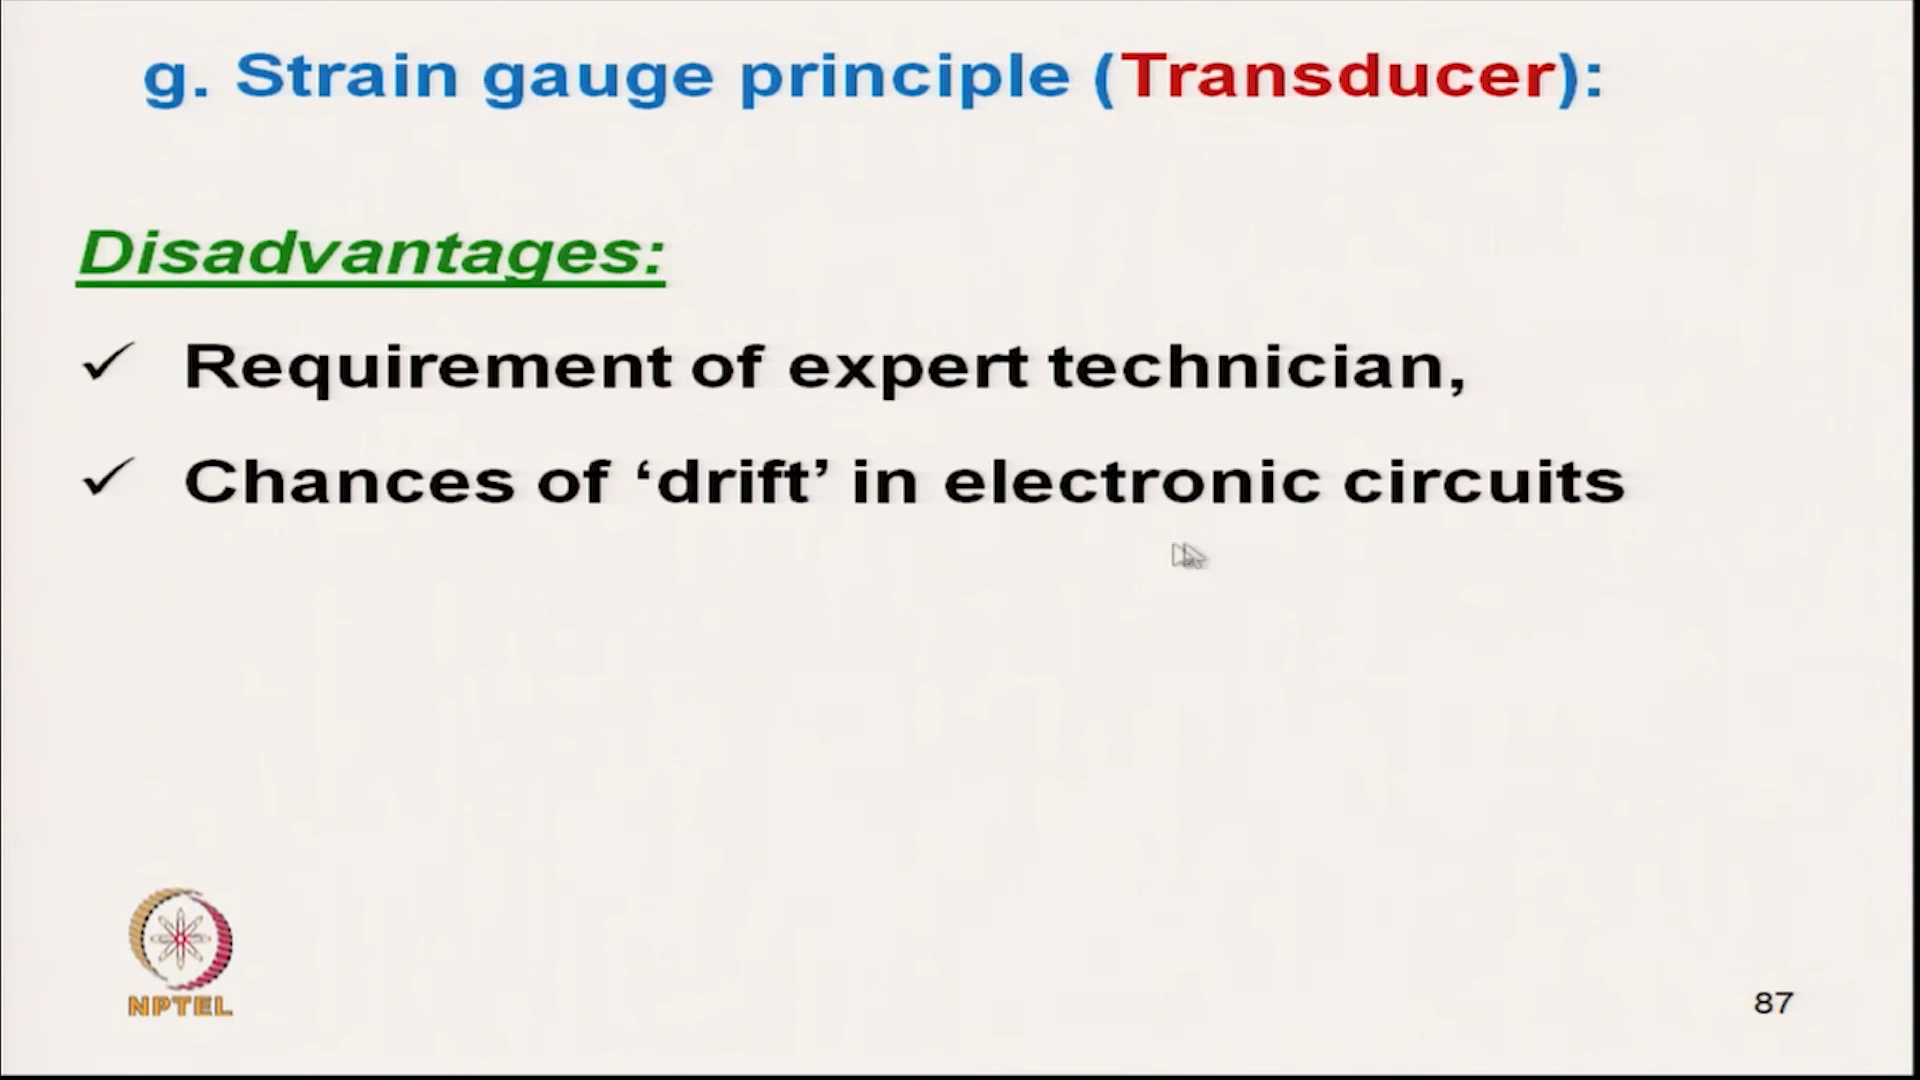 g. Strain gauge principle (Transducer):
Disadvantages:
✓ Requirement of expert technician,
✓ Chances of ‘drift’ in electronic circuits
NPTEL
87